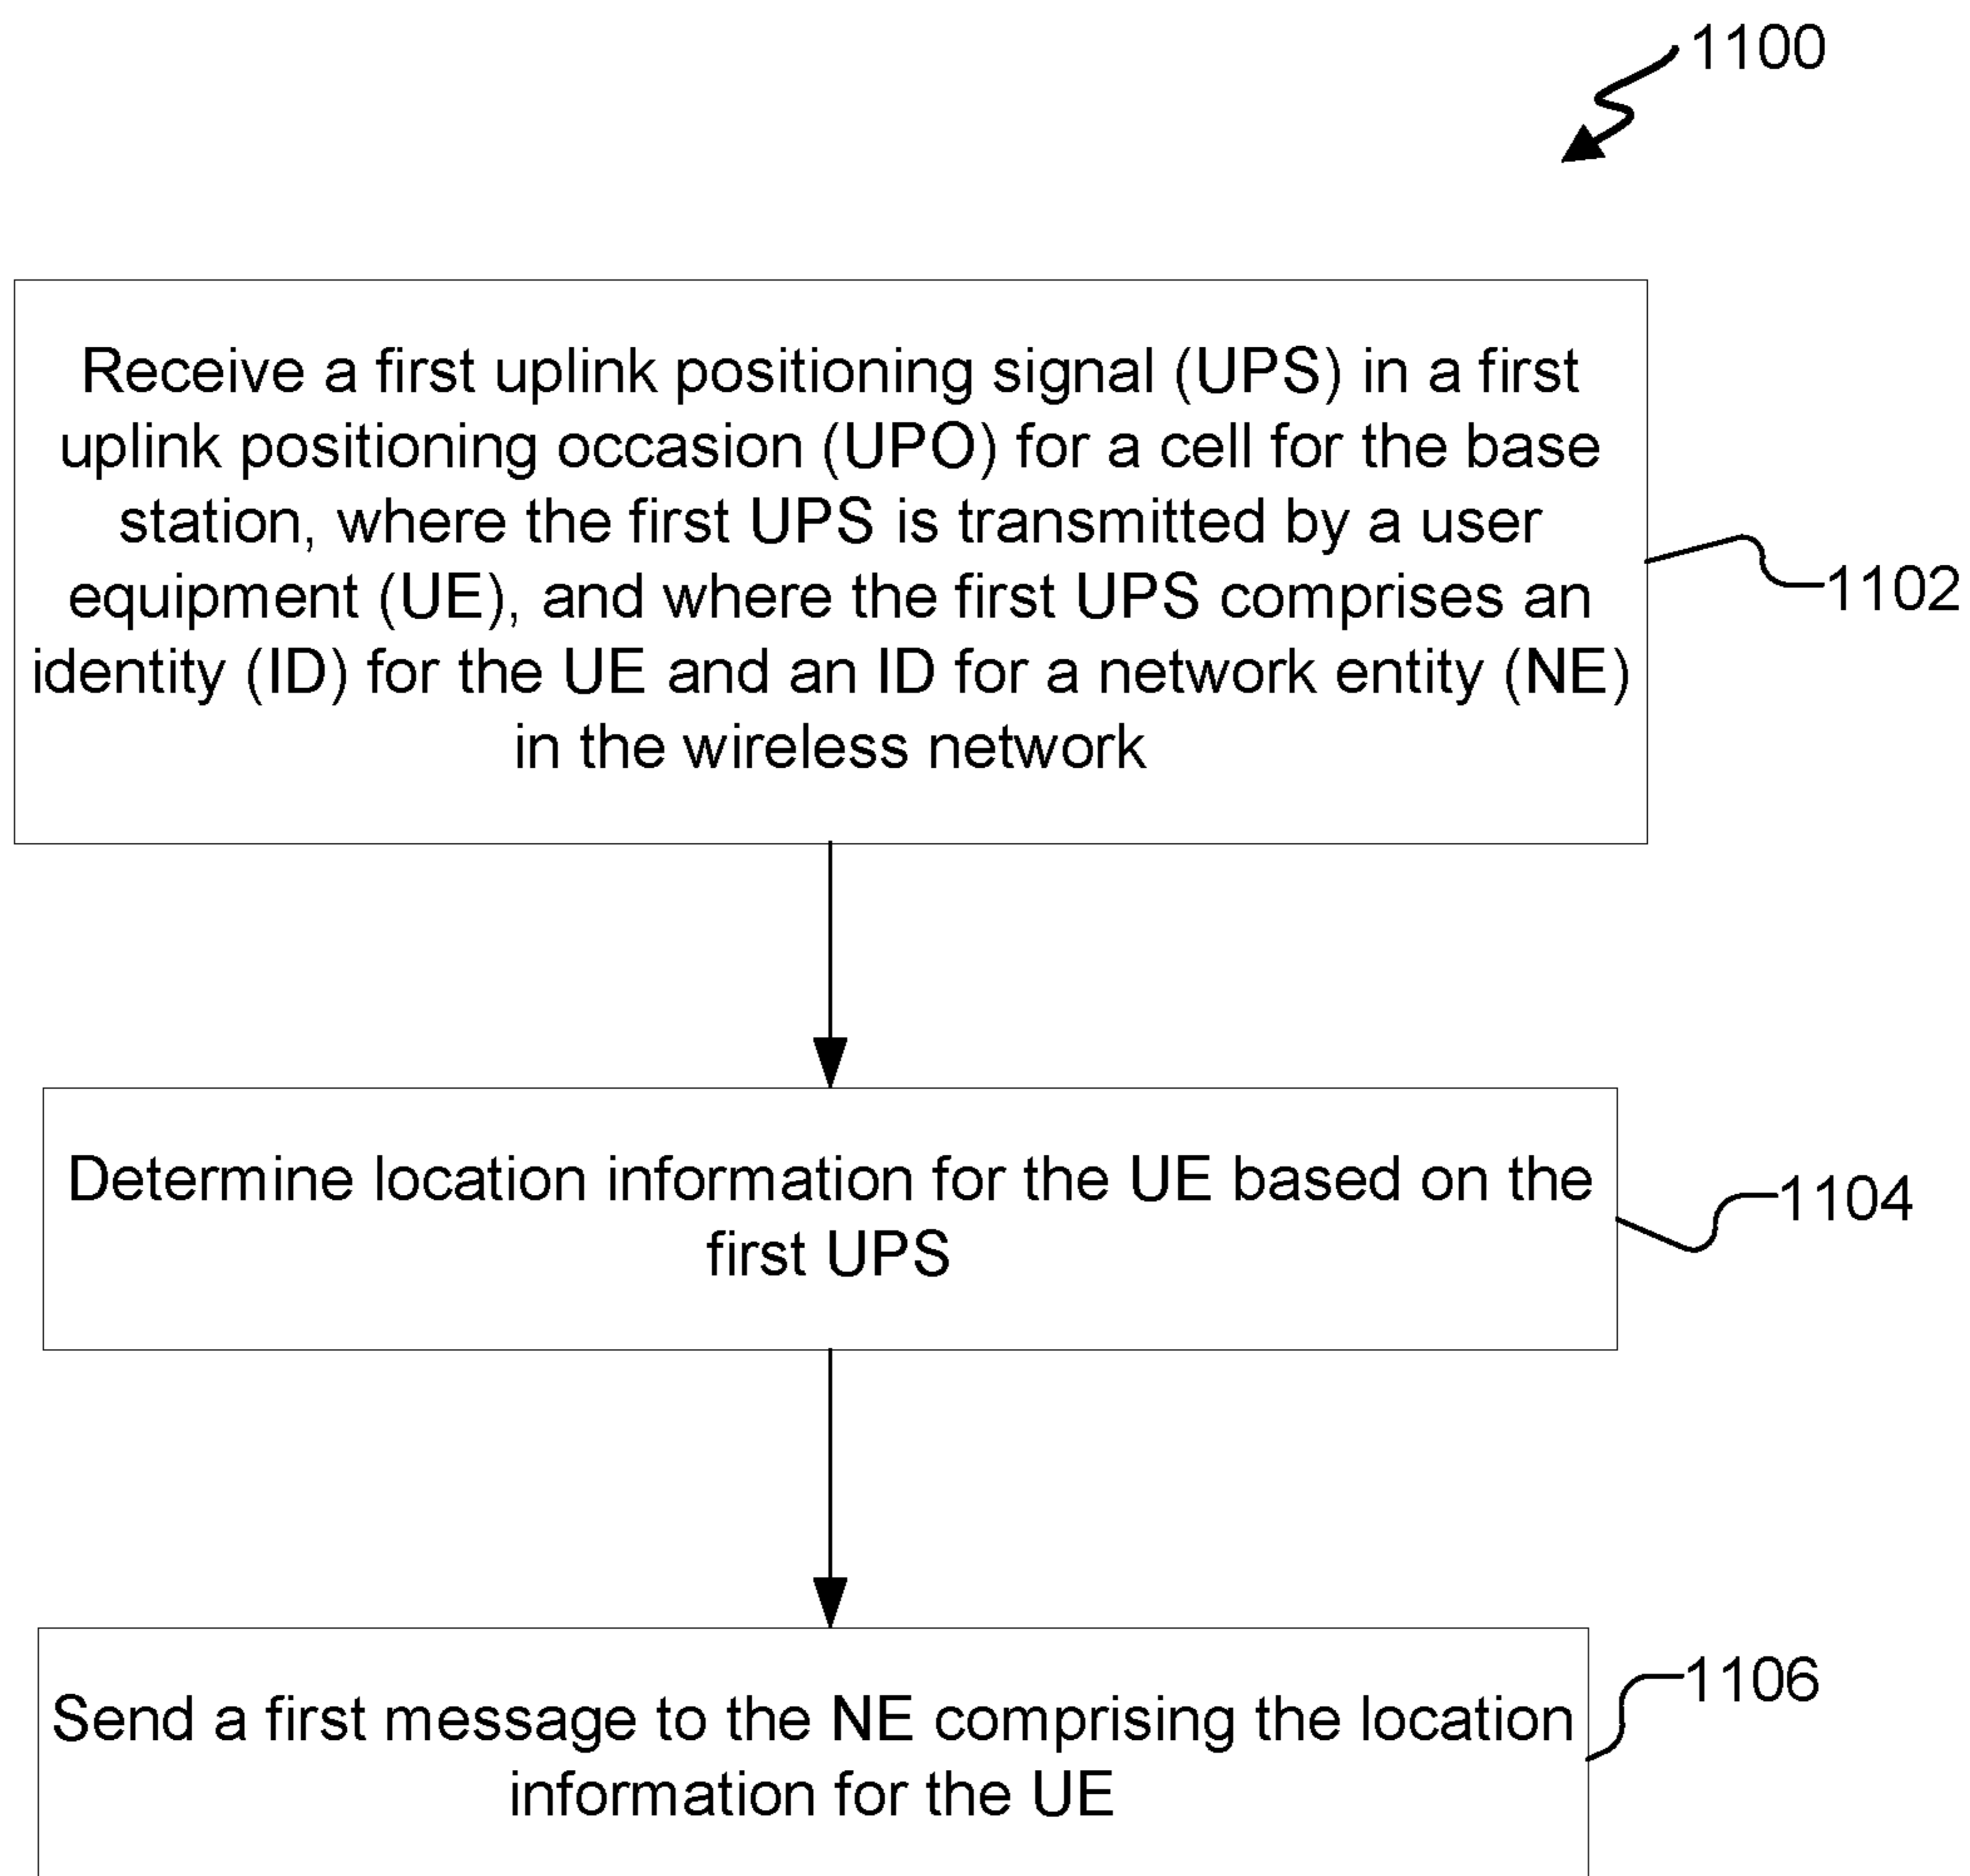 1100
Receive a first uplink positioning signal (UPS) in a first
uplink positioning occasion (UPO) for a cell for the base
station, where the first UPS is transmitted by a user
equipment (UE), and where the first UPS comprises an
identity (ID) for the UE and an ID for a network entity (NE)
in the wireless network
1102
Determine location information for the UE based on the
first UPS
1104
Send a first message to the NE comprising the location
information for the UE
1106